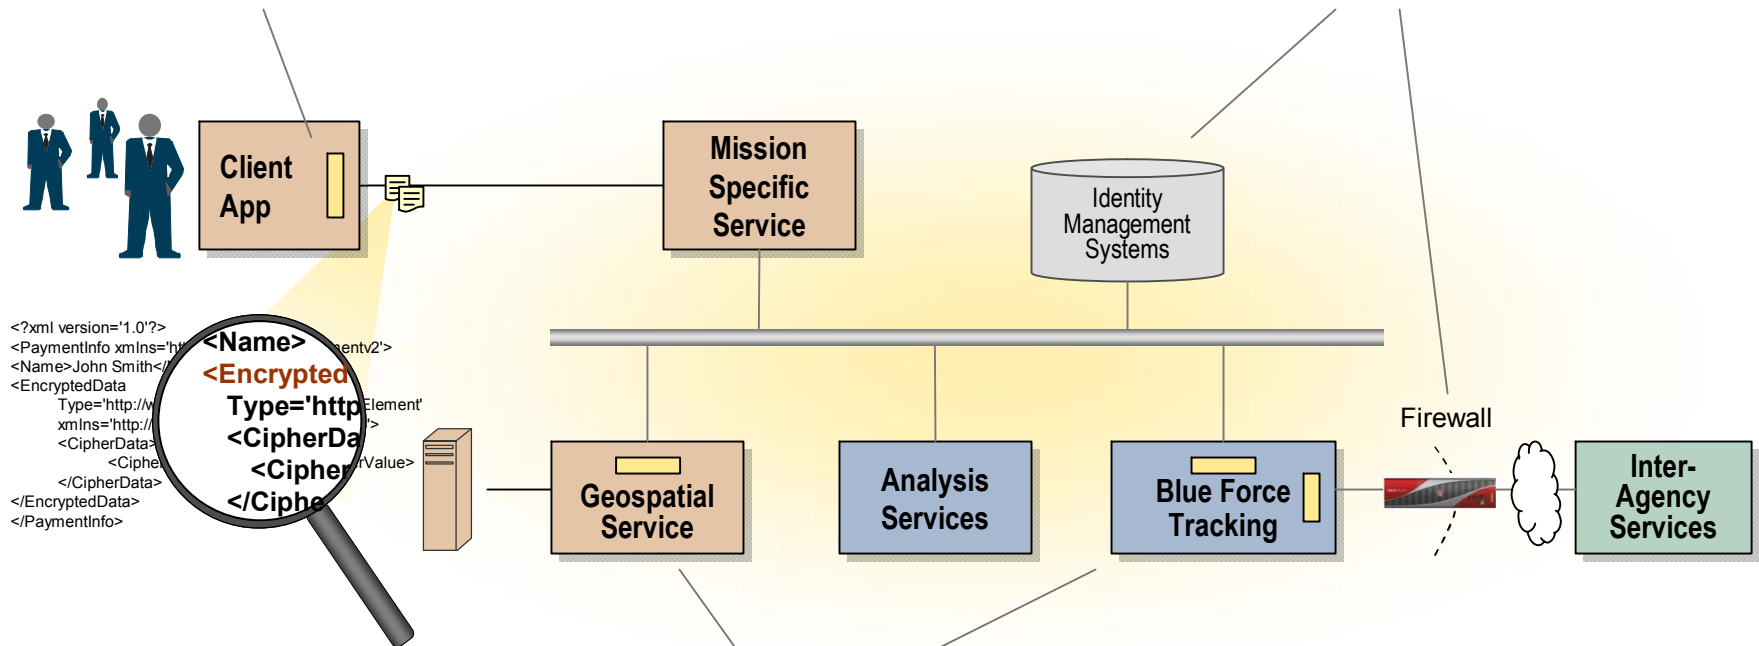 Client
App
Mission
Specific
Service
Identity
Management
Systems
<?xml version='1.0'?>
<PaymentInfo xmlns='ht
mentv2'>
<Name>John Smith</
<EncryptedData
Type='http://w
Element'
xmlns='http://
'>
<CipherData>
<Cipher
rValue>
</CipherData>
</EncryptedData>
</PaymentInfo>
<Name>
<Encrypted
Type='http
<CipherDa
<Cipher
</Ciphe
Geospatial
Service
Analysis
Services
Blue Force
Tracking
Firewall
Inter-
Agency
Services